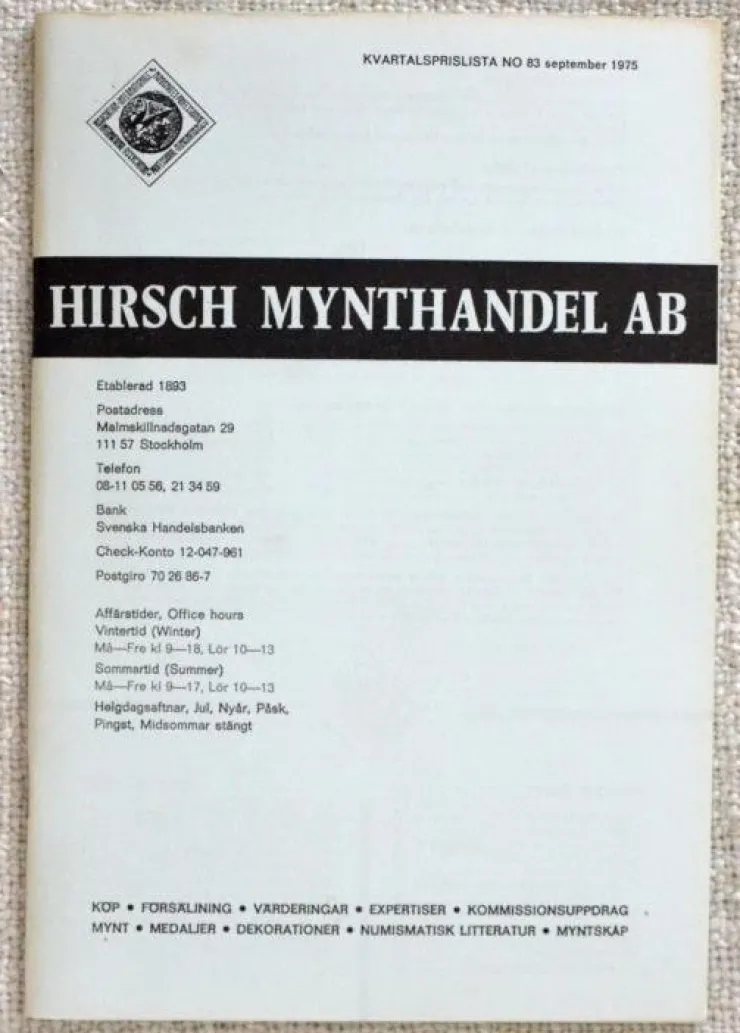 KVARTALSPRISLISTA NO 83 september 1975
HIRSCH MYNTHANDEL AB
Etablerad 1893
Postadress
Malmskillnadsgatan 29
111 57 Stockholm
Telefon
08-11 05 56, 21 34 59
Bank
Svenska Handelsbanken
Check-Konto 12-047-961
Postgiro 70 26 86-7
Affärstider, Office hours
Vintertid (Winter)
Må—Fre kl 9—18, Lör 10—13
Sommartid (Summer)
Må—Fre kl 9—17, Lör 10—13
Helgdagsaftnar, Jul, Nyår, Påsk,
Pingst, Midsommar stängt
KÖP • FÖRSÄLJNING • VÄRDERINGAR • EXPERTISER • KOMMISSIONSUPPDRAG
MYNT • MEDALJER • DEKORATIONER • NUMISMATISK LITTERATUR • MYNTSKÅP